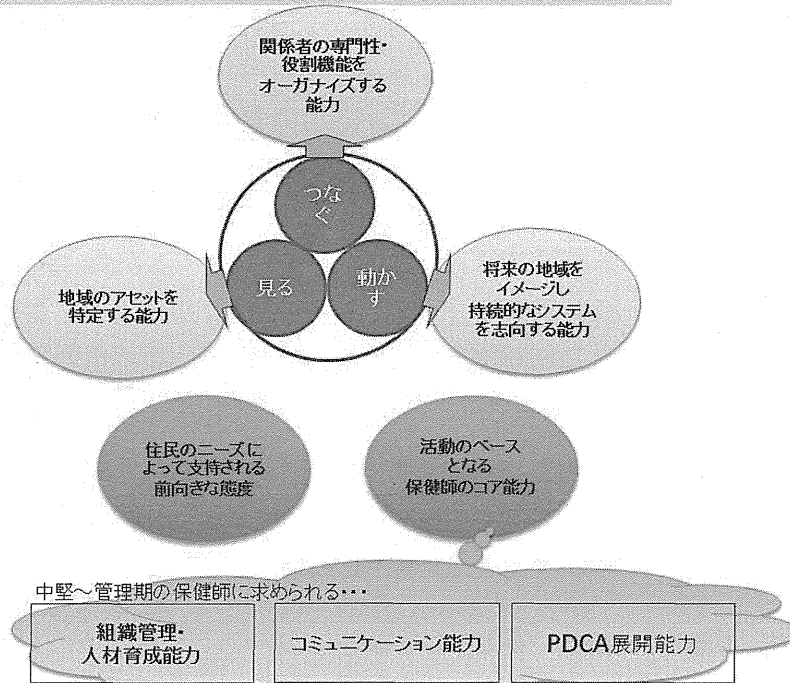 関係者の専門性・
役割機能を
オーガナイズする
能力
つな
ぐ
見る
動か
す
地域のアセットを
特定する能力
将来の地域を
イメージし
持続的なシステム
を志向する能力
住民のニーズに
よって支持される
前向きな態度
活動のベース
となる
保健師のコア能力
中堅～管理期の保健師に求められる・・・
組織管理・
人材育成能力
コミュニケーション能力
PDCA展開能力